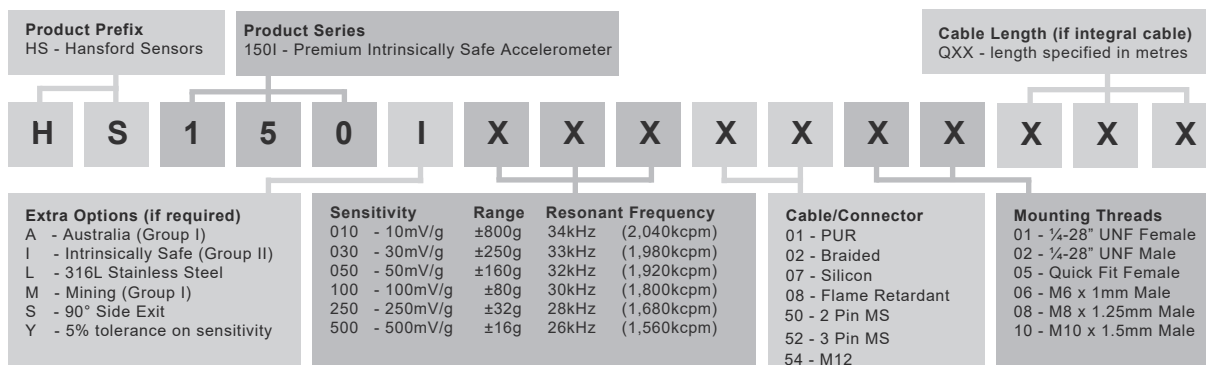 Product Prefix
HS - Hansford Sensors
Product Series
150I - Premium Intrinsically Safe Accelerometer
Cable Length (if integral cable)
QXX - length specified in metres
H S 1 5 0 I X X X X X X X X X X
Extra Options (if required)
A - Australia (Group I)
I - Intrinsically Safe (Group II)
L - 316L Stainless Steel
M - Mining (Group I)
S - 90° Side Exit
Y - 5% tolerance on sensitivity
Sensitivity Range Resonant Frequency
010 - 10mV/g ±800g 34kHz (2,040kcpm)
030 - 30mV/g ±250g 33kHz (1,980kcpm)
050 - 50mV/g ±160g 32kHz (1,920kcpm)
100 - 100mV/g ±80g 30kHz (1,800kcpm)
250 - 250mV/g ±32g 28kHz (1,680kcpm)
500 - 500mV/g ±16g 26kHz (1,560kcpm)
Cable/Connector
01 - PUR
02 - Braided
07 - Silicon
08 - Flame Retardant
50 - 2 Pin MS
52 - 3 Pin MS
54 - M12
Mounting Threads
01 - ¼-28” UNF Female
02 - ¼-28” UNF Male
05 - Quick Fit Female
06 - M6 x 1mm Male
08 - M8 x 1.25mm Male
10 - M10 x 1.5mm Male